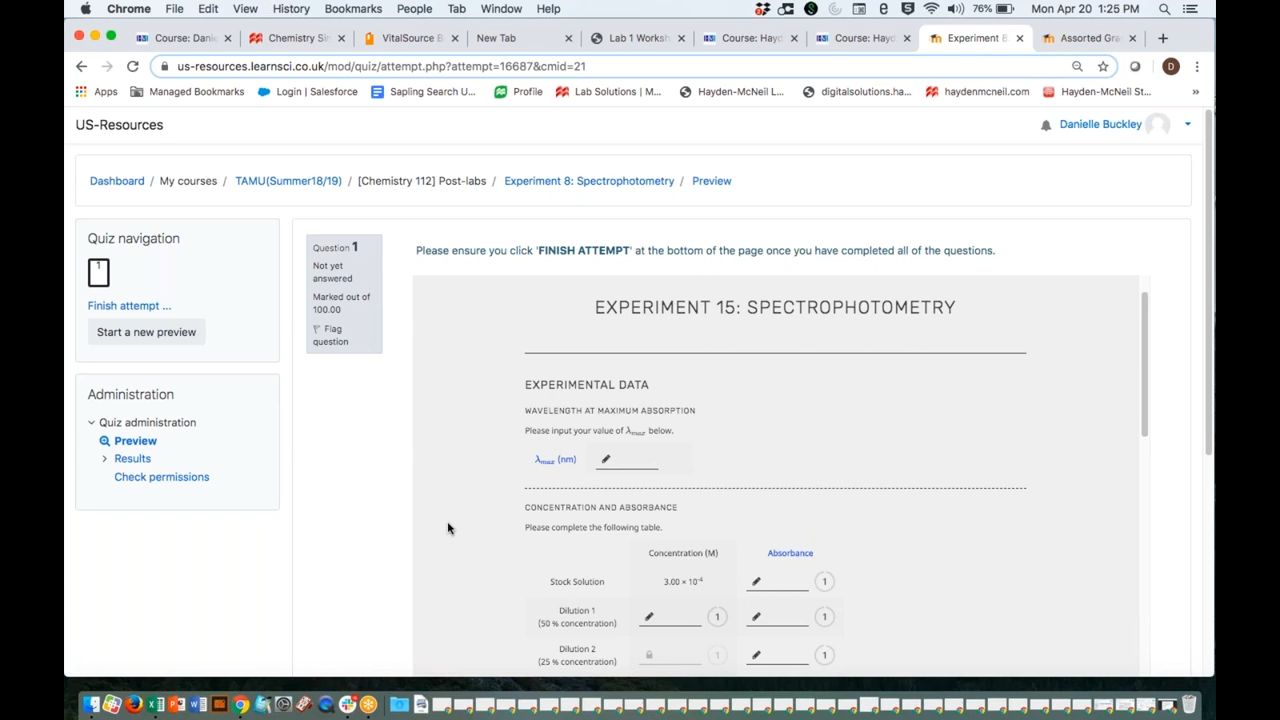 Chrome File Edit View History Bookmarks People Tab Window Help 76% Mon Apr 20 1:25 PM
Course: Danie Chemistry Sim VitalSource B New Tab Lab 1 Worksh Course: Hayd Course: Hayd Experiment 8 Assorted Gra
us-resources.learnsci.co.uk/mod/quiz/attempt.php?attempt=16687&cmid=21 D
Apps Managed Bookmarks Login | Salesforce Sapling Search U... Profile Lab Solutions | M... Hayden-McNeil L... digitalsolutions.ha... haydenmcneil.com Hayden-McNeil St... »
US-Resources Danielle Buckley
Dashboard / My courses / TAMU(Summer18/19) / [Chemistry 112] Post-labs / Experiment 8: Spectrophotometry / Preview
Quiz navigation
1
Finish attempt ...
Start a new preview
Administration
Quiz administration
Preview
Results
Check permissions
Question 1
Not yet
answered
Marked out of
100.00
Flag
question
Please ensure you click 'FINISH ATTEMPT' at the bottom of the page once you have completed all of the questions.
EXPERIMENT 15: SPECTROPHOTOMETRY
EXPERIMENTAL DATA
WAVELENGTH AT MAXIMUM ABSORPTION
Please input your value of λmax below.
λmax (nm)
CONCENTRATION AND ABSORBANCE
Please complete the following table.
Concentration (M) Absorbance
Stock Solution 3.00 × 10⁻⁴ 1
Dilution 1
(50 % concentration) 1 1
Dilution 2
(25 % concentration) 1 1